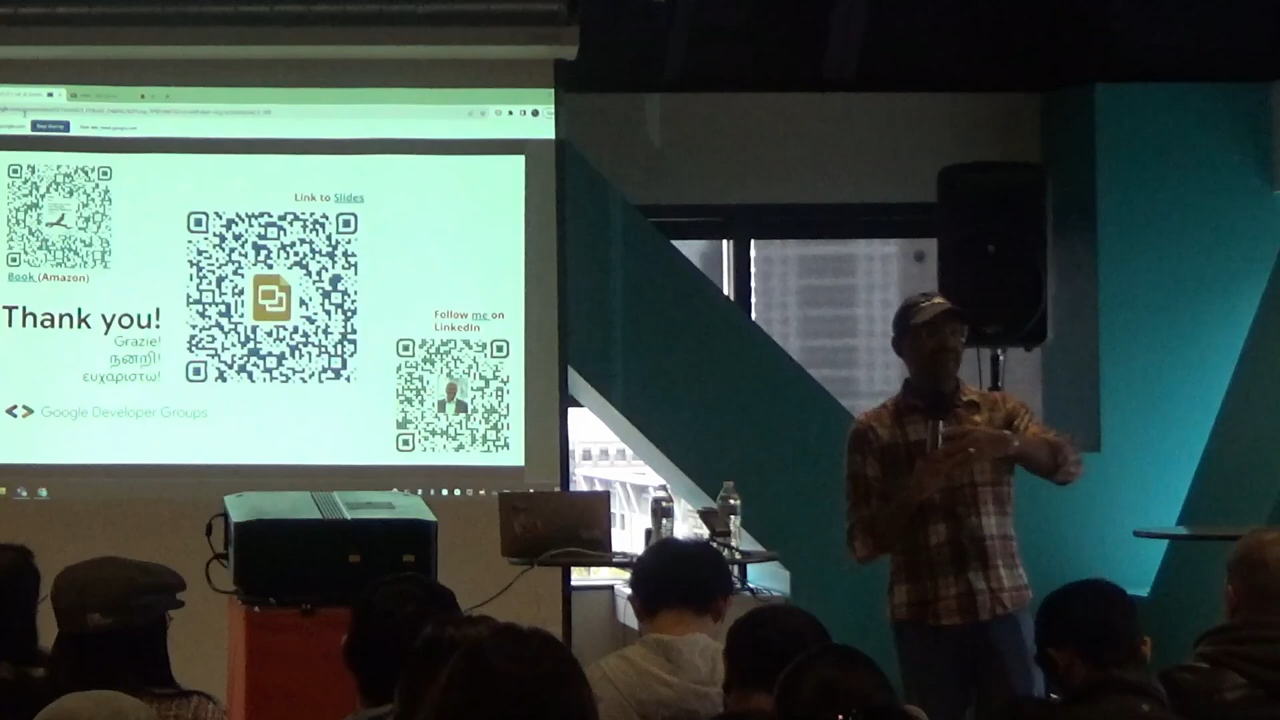 Link to Slides
Book (Amazon)
Thank you!
Grazie!
நன்றி!
ευχαριστω!
Follow me on
LinkedIn
Google Developer Groups